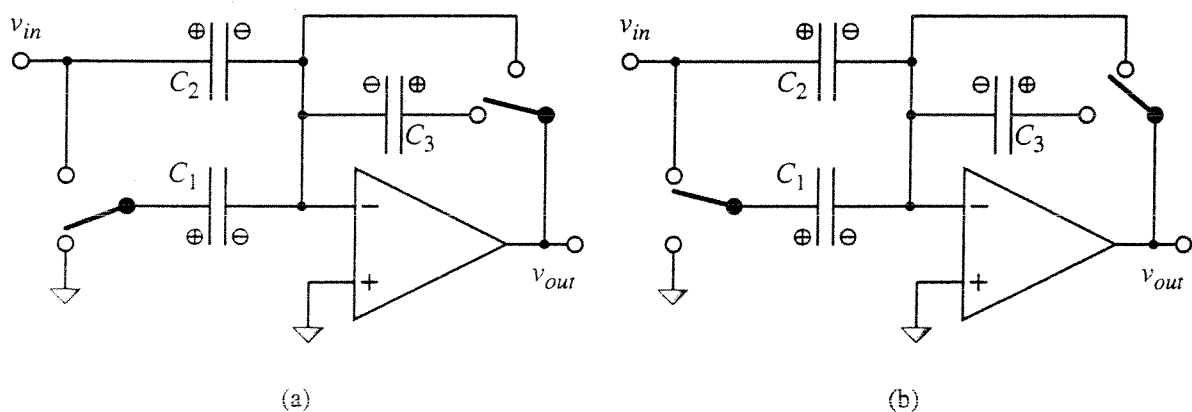 v_in
⊕ ⊖
C_2
⊖ ⊕
C_3
C_1
⊕ ⊖
−
+
v_out
(a)
v_in
⊕ ⊖
C_2
⊖ ⊕
C_3
C_1
⊕ ⊖
−
+
v_out
(b)